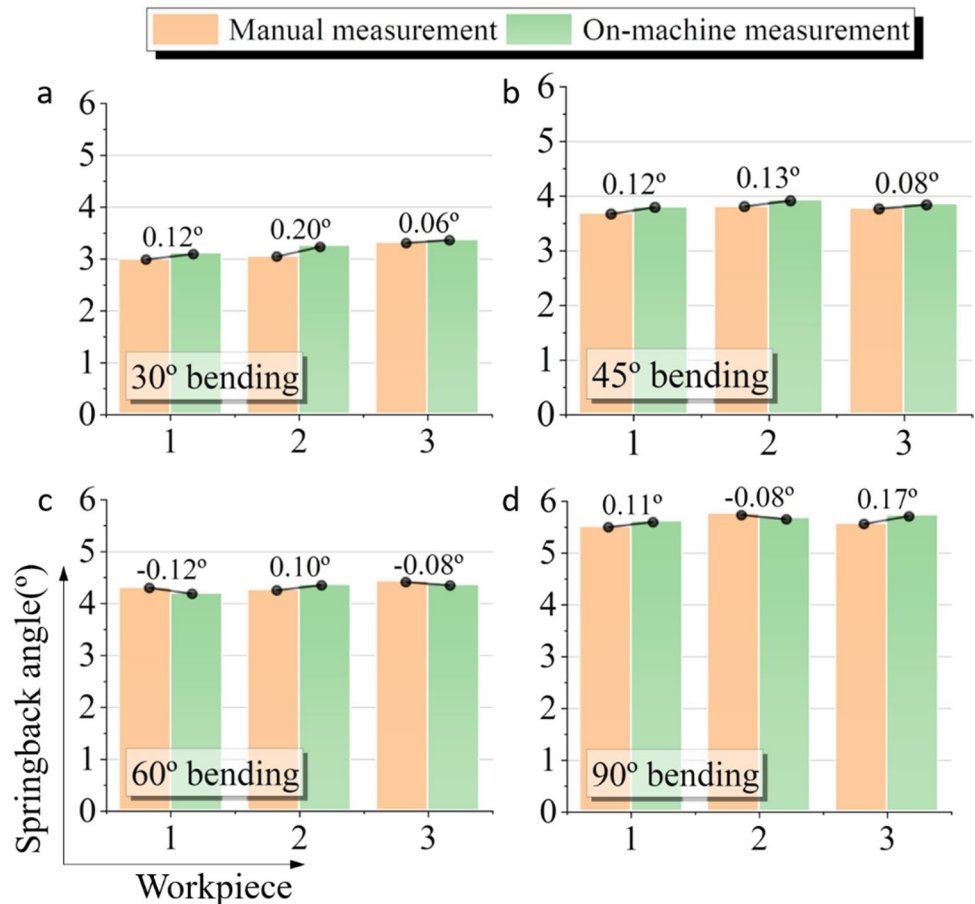 Manual measurement On-machine measurement
a
6
5
4
3
2
1
0
0.12º 0.20º 0.06º
30º bending
1 2 3
b
6
5
4
3
2
1
0
0.12º 0.13º 0.08º
45º bending
1 2 3
c
6
5
4
3
2
1
0
-0.12º 0.10º -0.08º
60º bending
1 2 3
d
6
5
4
3
2
1
0
0.11º -0.08º 0.17º
90º bending
1 2 3
Springback angle(º)
Workpiece